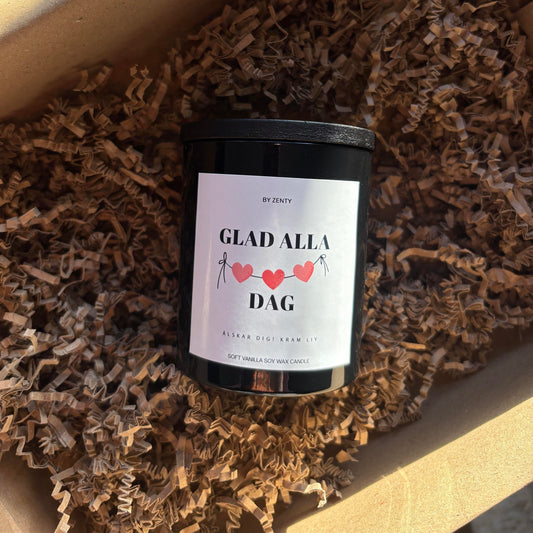 BY ZENTY
GLAD ALLA
DAG
ÄLSKAR DIG! KRAM LIV
SOFT VANILLA SOY WAX CANDLE